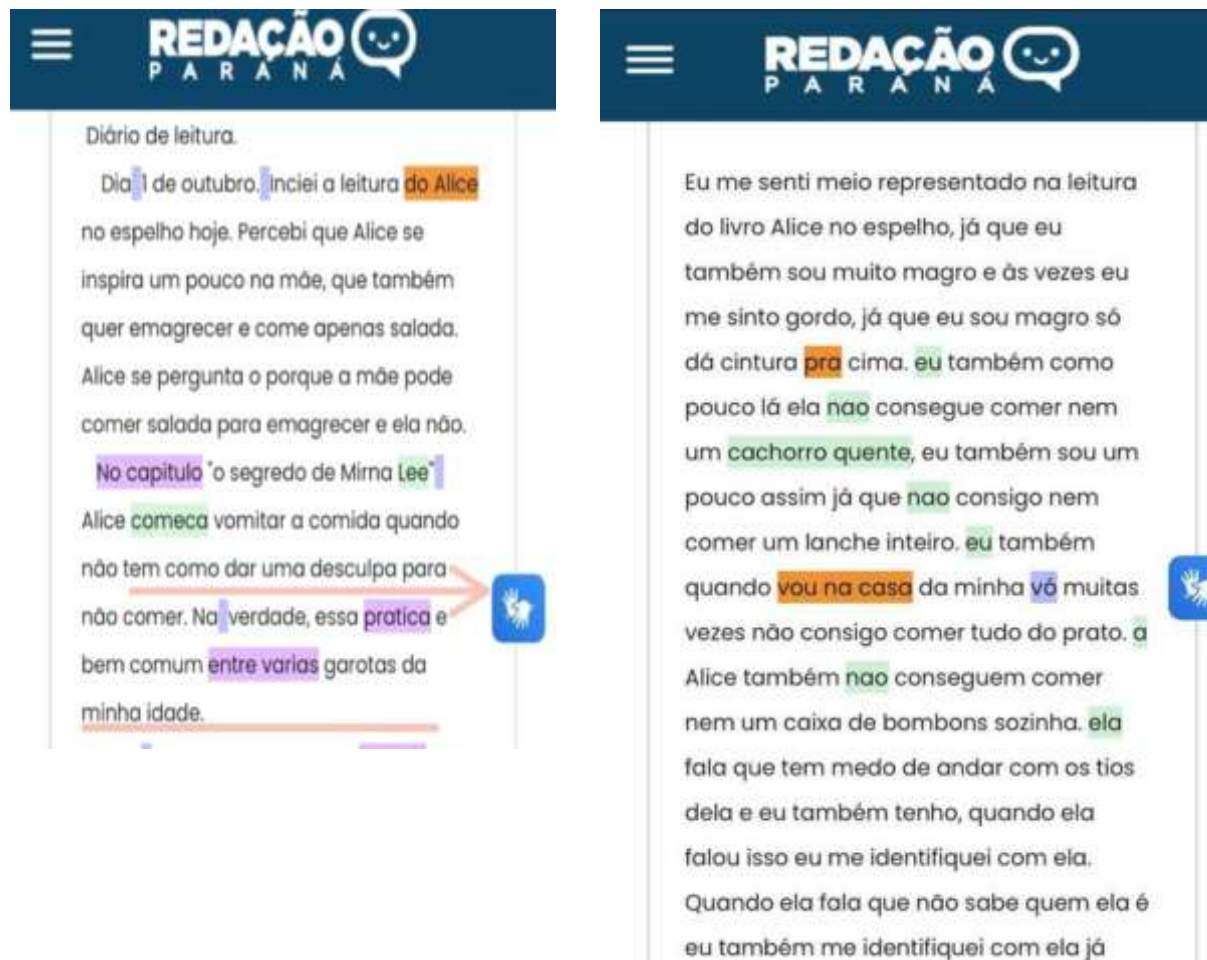 REDAÇÃO
PARANÁ
Diário de leitura.
Dia 1 de outubro. Inciei a leitura do Alice
no espelho hoje. Percebi que Alice se
inspira um pouco na mãe, que também
quer emagrecer e come apenas salada.
Alice se pergunta o porque a mãe pode
comer salada para emagrecer e ela não.
No capitulo "o segredo de Mirna Lee"
Alice começa vomitar a comida quando
não tem como dar uma desculpa para
não comer. Na verdade, essa pratica e
bem comum entre varias garotas da
minha idade.
REDAÇÃO
PARANÁ
Eu me senti meio representado na leitura
do livro Alice no espelho, já que eu
também sou muito magro e às vezes eu
me sinto gordo, já que eu sou magro só
dá cintura pra cima. eu também como
pouco lá ela nao consegue comer nem
um cachorro quente, eu também sou um
pouco assim já que nao consigo nem
comer um lanche inteiro. eu também
quando vou na casa da minha vó muitas
vezes não consigo comer tudo do prato. a
Alice também nao conseguem comer
nem um caixa de bombons sozinha. ela
fala que tem medo de andar com os tios
dela e eu também tenho, quando ela
falou isso eu me identifiquei com ela.
Quando ela fala que não sabe quem ela é
eu também me identifiquei com ela já